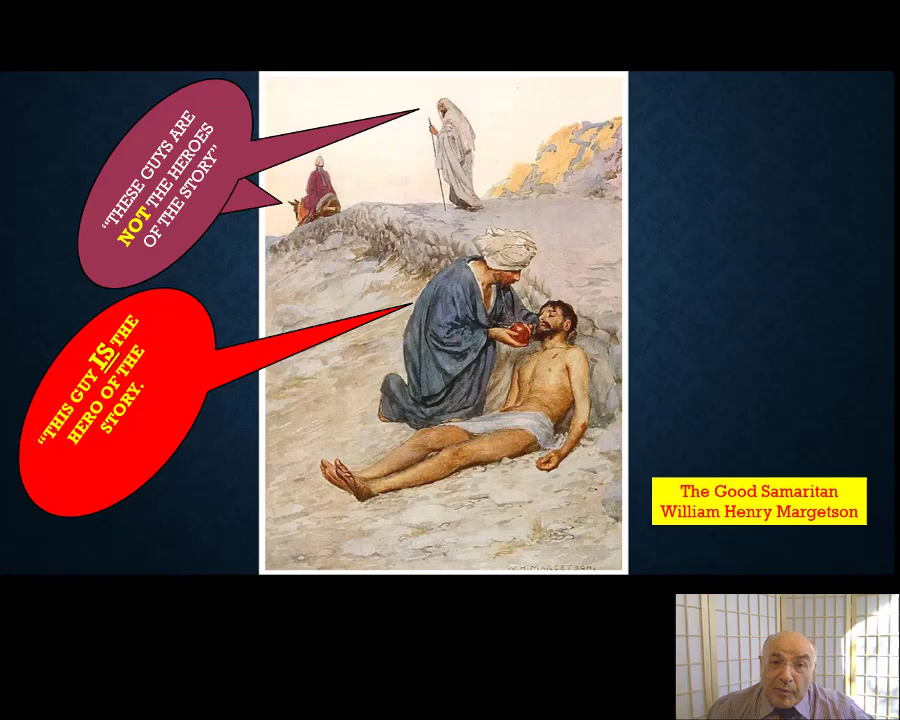 “THESE GUYS ARE
NOT THE HEROES
OF THE STORY”
“THIS GUY IS THE
HERO OF THE
STORY.
The Good Samaritan
William Henry Margetson
W.H. MARGETSON.